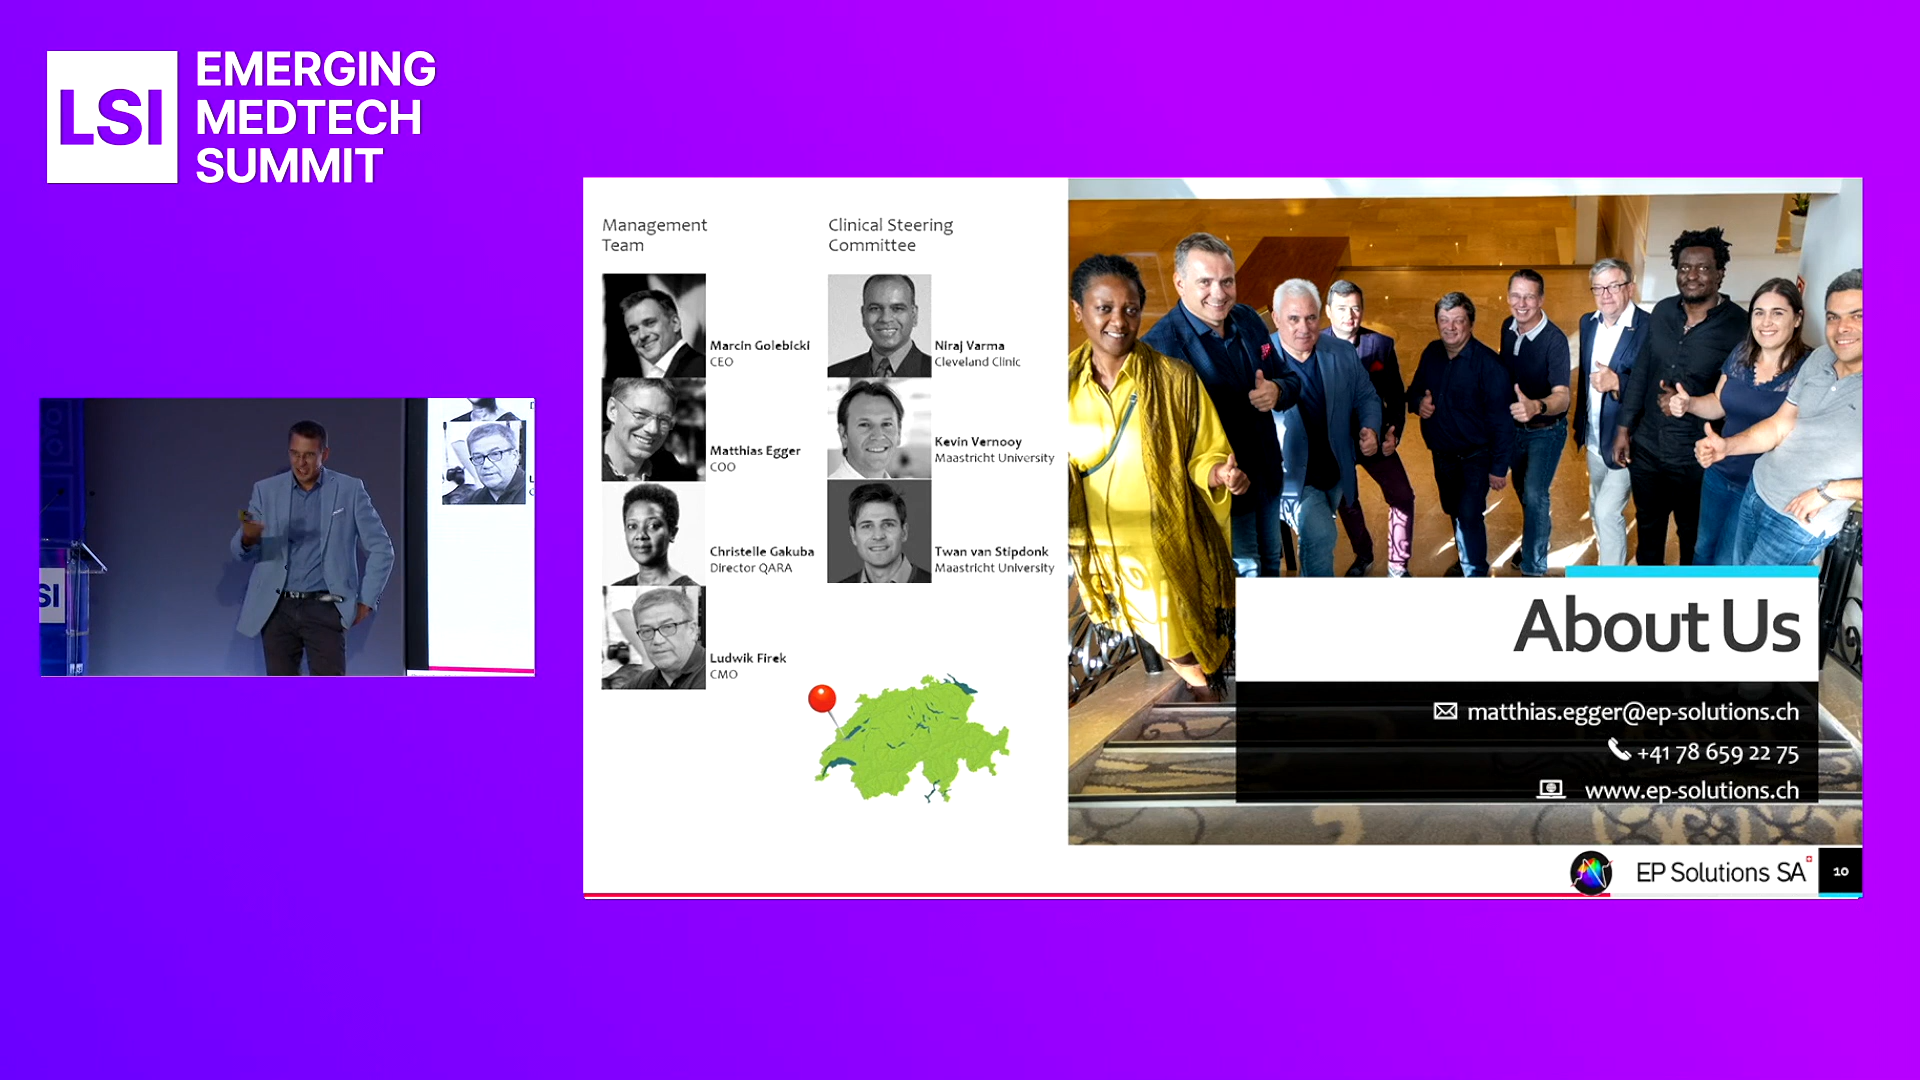 LSI
EMERGING
MEDTECH
SUMMIT
Management
Team
Clinical Steering
Committee
Marcin Golebicki
CEO
Matthias Egger
COO
Christelle Gakuba
Director QARA
Ludwik Firek
CMO
Niraj Varma
Cleveland Clinic
Kevin Vernooy
Maastricht University
Twan van Stipdonk
Maastricht University
About Us
matthias.egger@ep-solutions.ch
+41 78 659 22 75
www.ep-solutions.ch
EP Solutions SA
10
SI